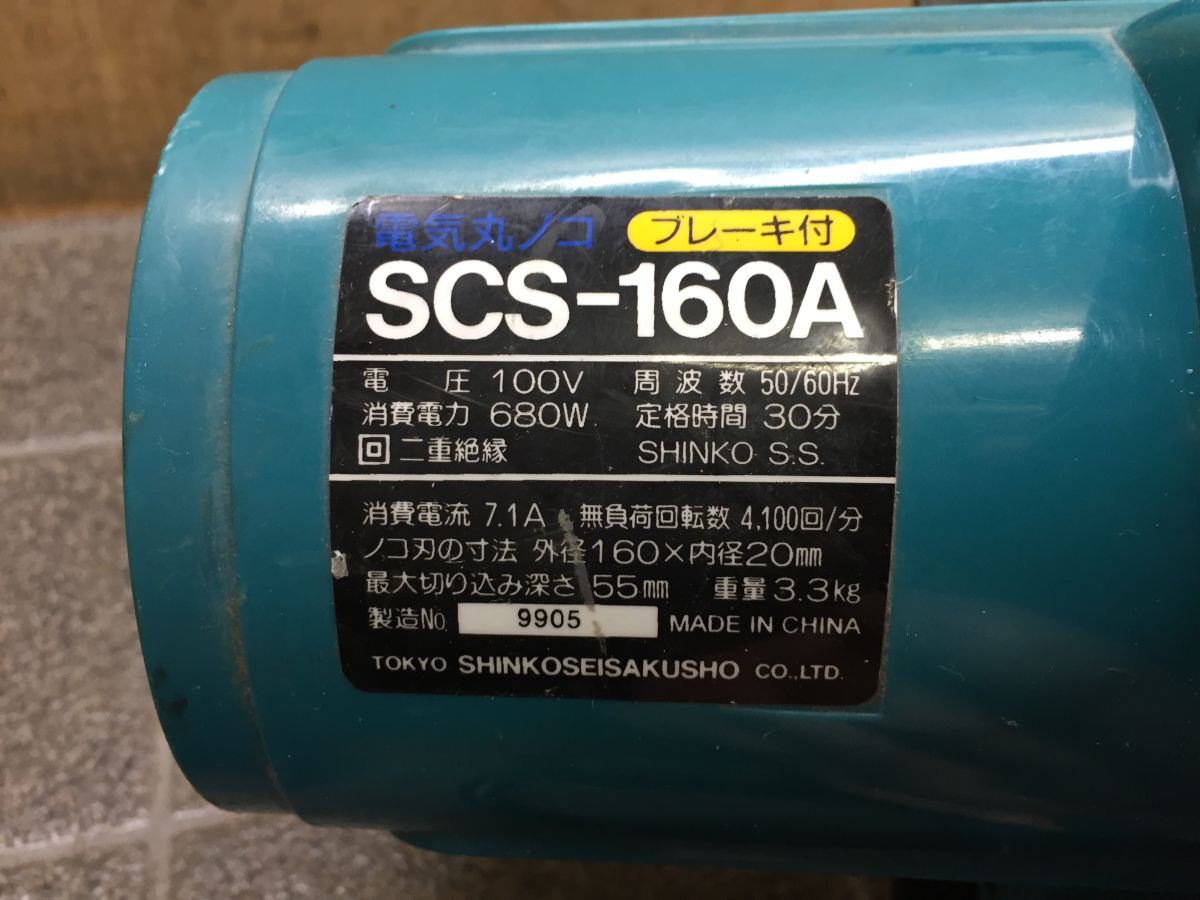 電気丸ノコ ブレーキ付
SCS-160A
電圧 100V 周波数 50/60Hz
消費電力 680W 定格時間 30分
回 二重絶縁 SHINKO S.S.
消費電流 7.1A 無負荷回転数 4,100回/分
ノコ刃の寸法 外径160×内径20mm
最大切り込み深さ 55mm 重量 3.3kg
製造No. 9905 MADE IN CHINA
TOKYO SHINKOSEISAKUSHO CO.,LTD.